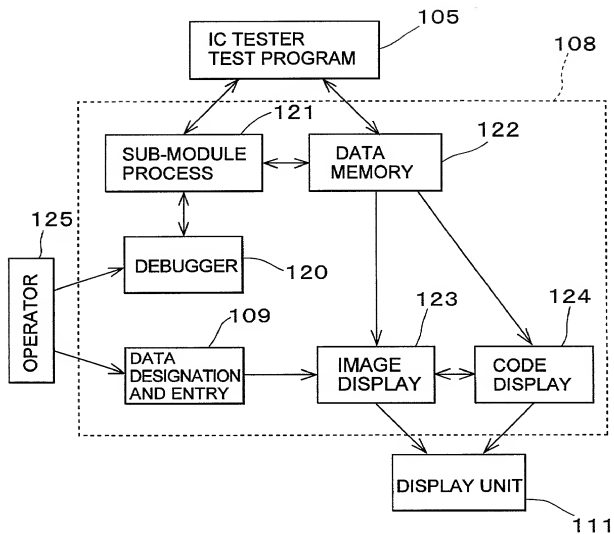 105
IC TESTER
TEST PROGRAM
108
121
SUB-MODULE
PROCESS
DATA
MEMORY
122
125
OPERATOR
DEBUGGER
120
109
123
124
DATA
DESIGNATION
AND ENTRY
IMAGE
DISPLAY
CODE
DISPLAY
DISPLAY UNIT
111